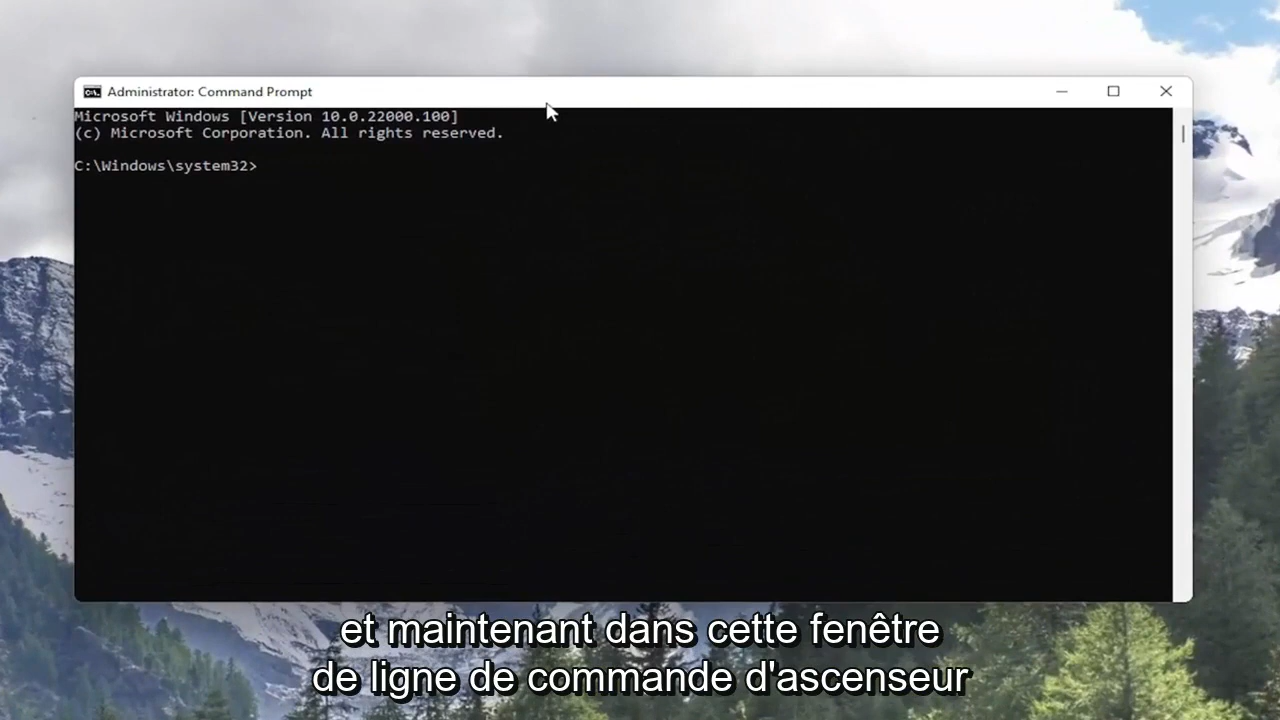 Administrator: Command Prompt
Microsoft Windows [Version 10.0.22000.100]
(c) Microsoft Corporation. All rights reserved.
C:\Windows\system32>
et maintenant dans cette fenêtre
de ligne de commande d'ascenseur